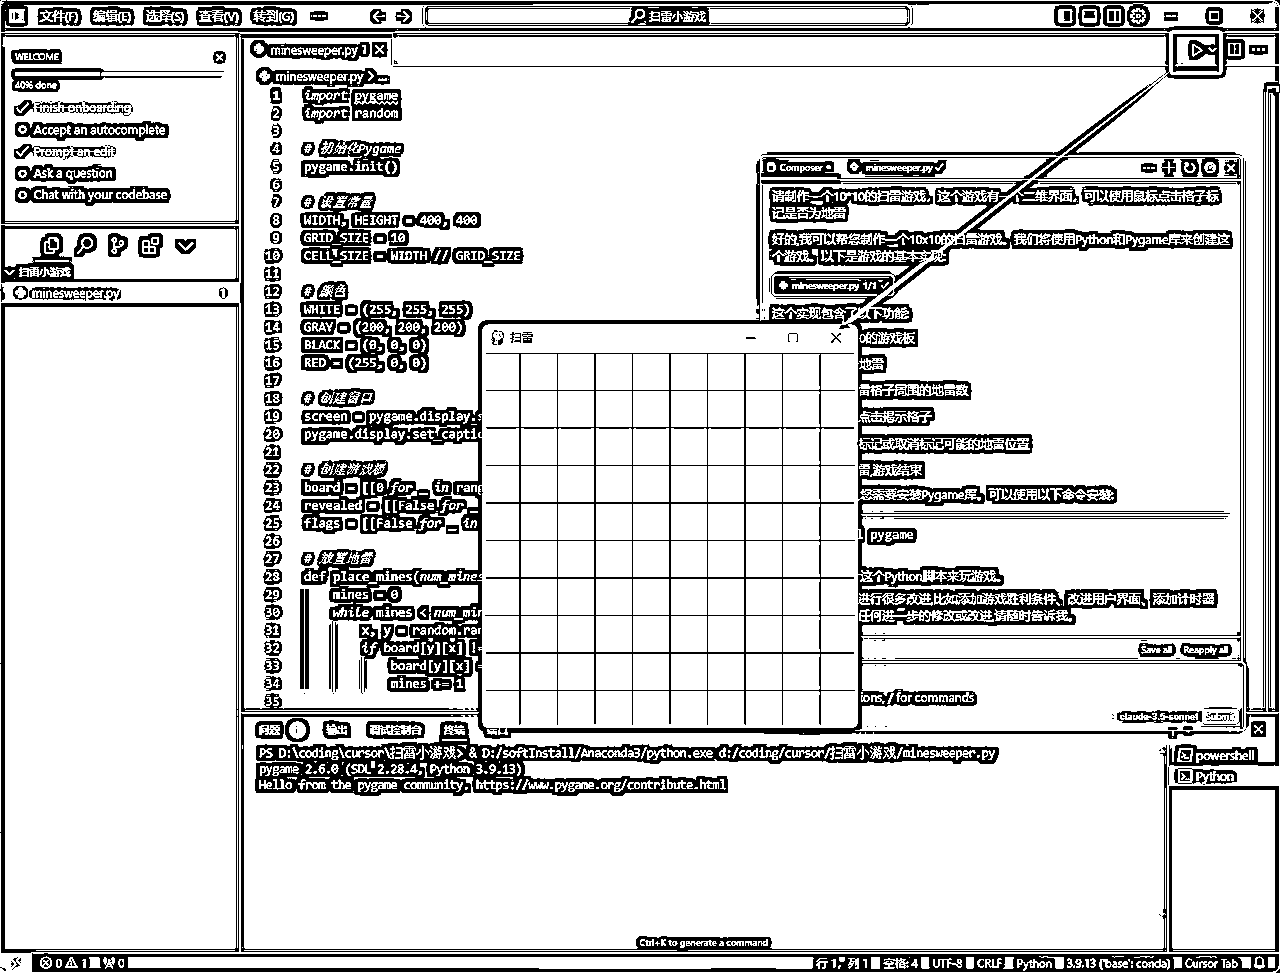 文件(F) 编辑(E) 选择(S) 查看(V) 转到(G)
扫雷小游戏
WELCOME
40% done
Finish onboarding
Accept an autocomplete
Prompt an edit
Ask a question
Chat with your codebase
扫雷小游戏
minesweeper.py 1
minesweeper.py 1
minesweeper.py > ...
1 import pygame
2 import random
3
4 # 初始化Pygame
5 pygame.init()
6
7 # 设置常量
8 WIDTH, HEIGHT = 400, 400
9 GRID_SIZE = 10
10 CELL_SIZE = WIDTH // GRID_SIZE
11
12 # 颜色
13 WHITE = (255, 255, 255)
14 GRAY = (200, 200, 200)
15 BLACK = (0, 0, 0)
16 RED = (255, 0, 0)
17
18 # 创建窗口
19 screen = pygame.display.s
20 pygame.display.set_captio
21
22 # 创建游戏板
23 board = [[0 for _ in rang
24 revealed = [[False for _
25 flags = [[False for _ in
26
27 # 放置地雷
28 def place_mines(num_mines
29 mines = 0
30 while mines < num_min
31 x, y = random.ran
32 if board[y][x] !=
33 board[y][x] =
34 mines += 1
35
扫雷
Composer
minesweeper.py
请制作一个10*10的扫雷游戏，这个游戏有一个二维界面，可以使用鼠标点击格子标
记是否为地雷
好的,我可以帮您制作一个10x10的扫雷游戏。我们将使用Python和Pygame库来创建这
个游戏。以下是游戏的基本实现:
minesweeper.py 1/1
这个实现包含了以下功能:
0的游戏板
地雷
雷格子周围的地雷数
点击揭示格子
标记或取消标记可能的地雷位置
雷,游戏结束
您需要安装Pygame库。可以使用以下命令安装:
l pygame
这个Python脚本来玩游戏。
进行很多改进,比如添加游戏胜利条件、改进用户界面、添加计时器
任何进一步的修改或改进,请随时告诉我。
Save all Reapply all
ions, / for commands
claude-3.5-sonnet Submit
问题 1 输出 调试控制台 终端 端口
PS D:\coding\cursor\扫雷小游戏> & D:/softInstall/Anaconda3/python.exe d:/coding/cursor/扫雷小游戏/minesweeper.py
pygame 2.6.0 (SDL 2.28.4, Python 3.9.13)
Hello from the pygame community. https://www.pygame.org/contribute.html
powershell
Python
Ctrl+K to generate a command
0 1 0
行 1，列 1 空格: 4 UTF-8 CRLF Python 3.9.13 ('base': conda) Cursor Tab